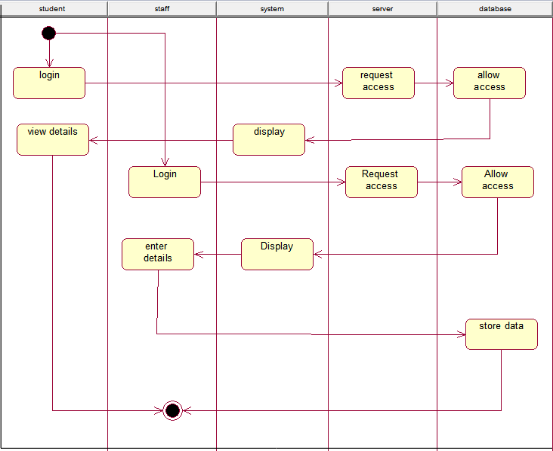 student staff system server database
login
request
access
allow
access
view details
display
Login
Request
access
Allow
access
enter
details
Display
store data